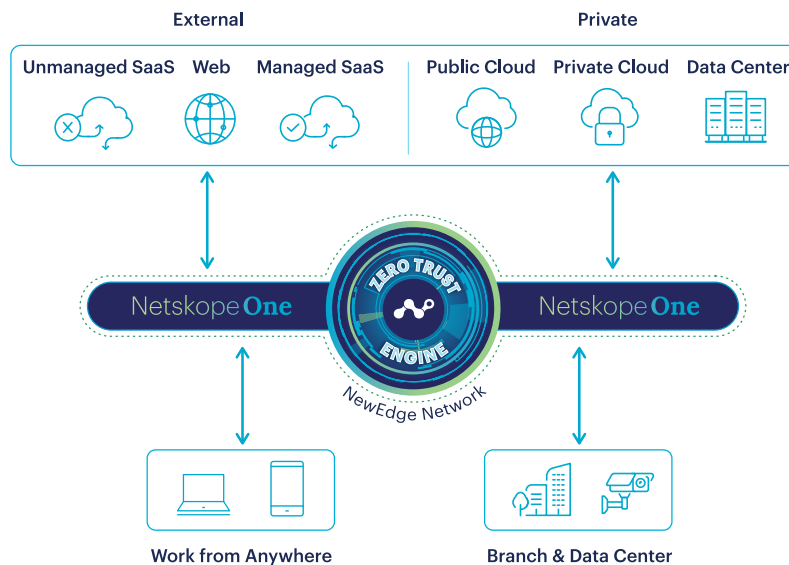 External
Private
Unmanaged SaaS
Web
Managed SaaS
Public Cloud
Private Cloud
Data Center
Netskope One
ZERO TRUST
ENGINE
Netskope One
NewEdge Network
Work from Anywhere
Branch & Data Center